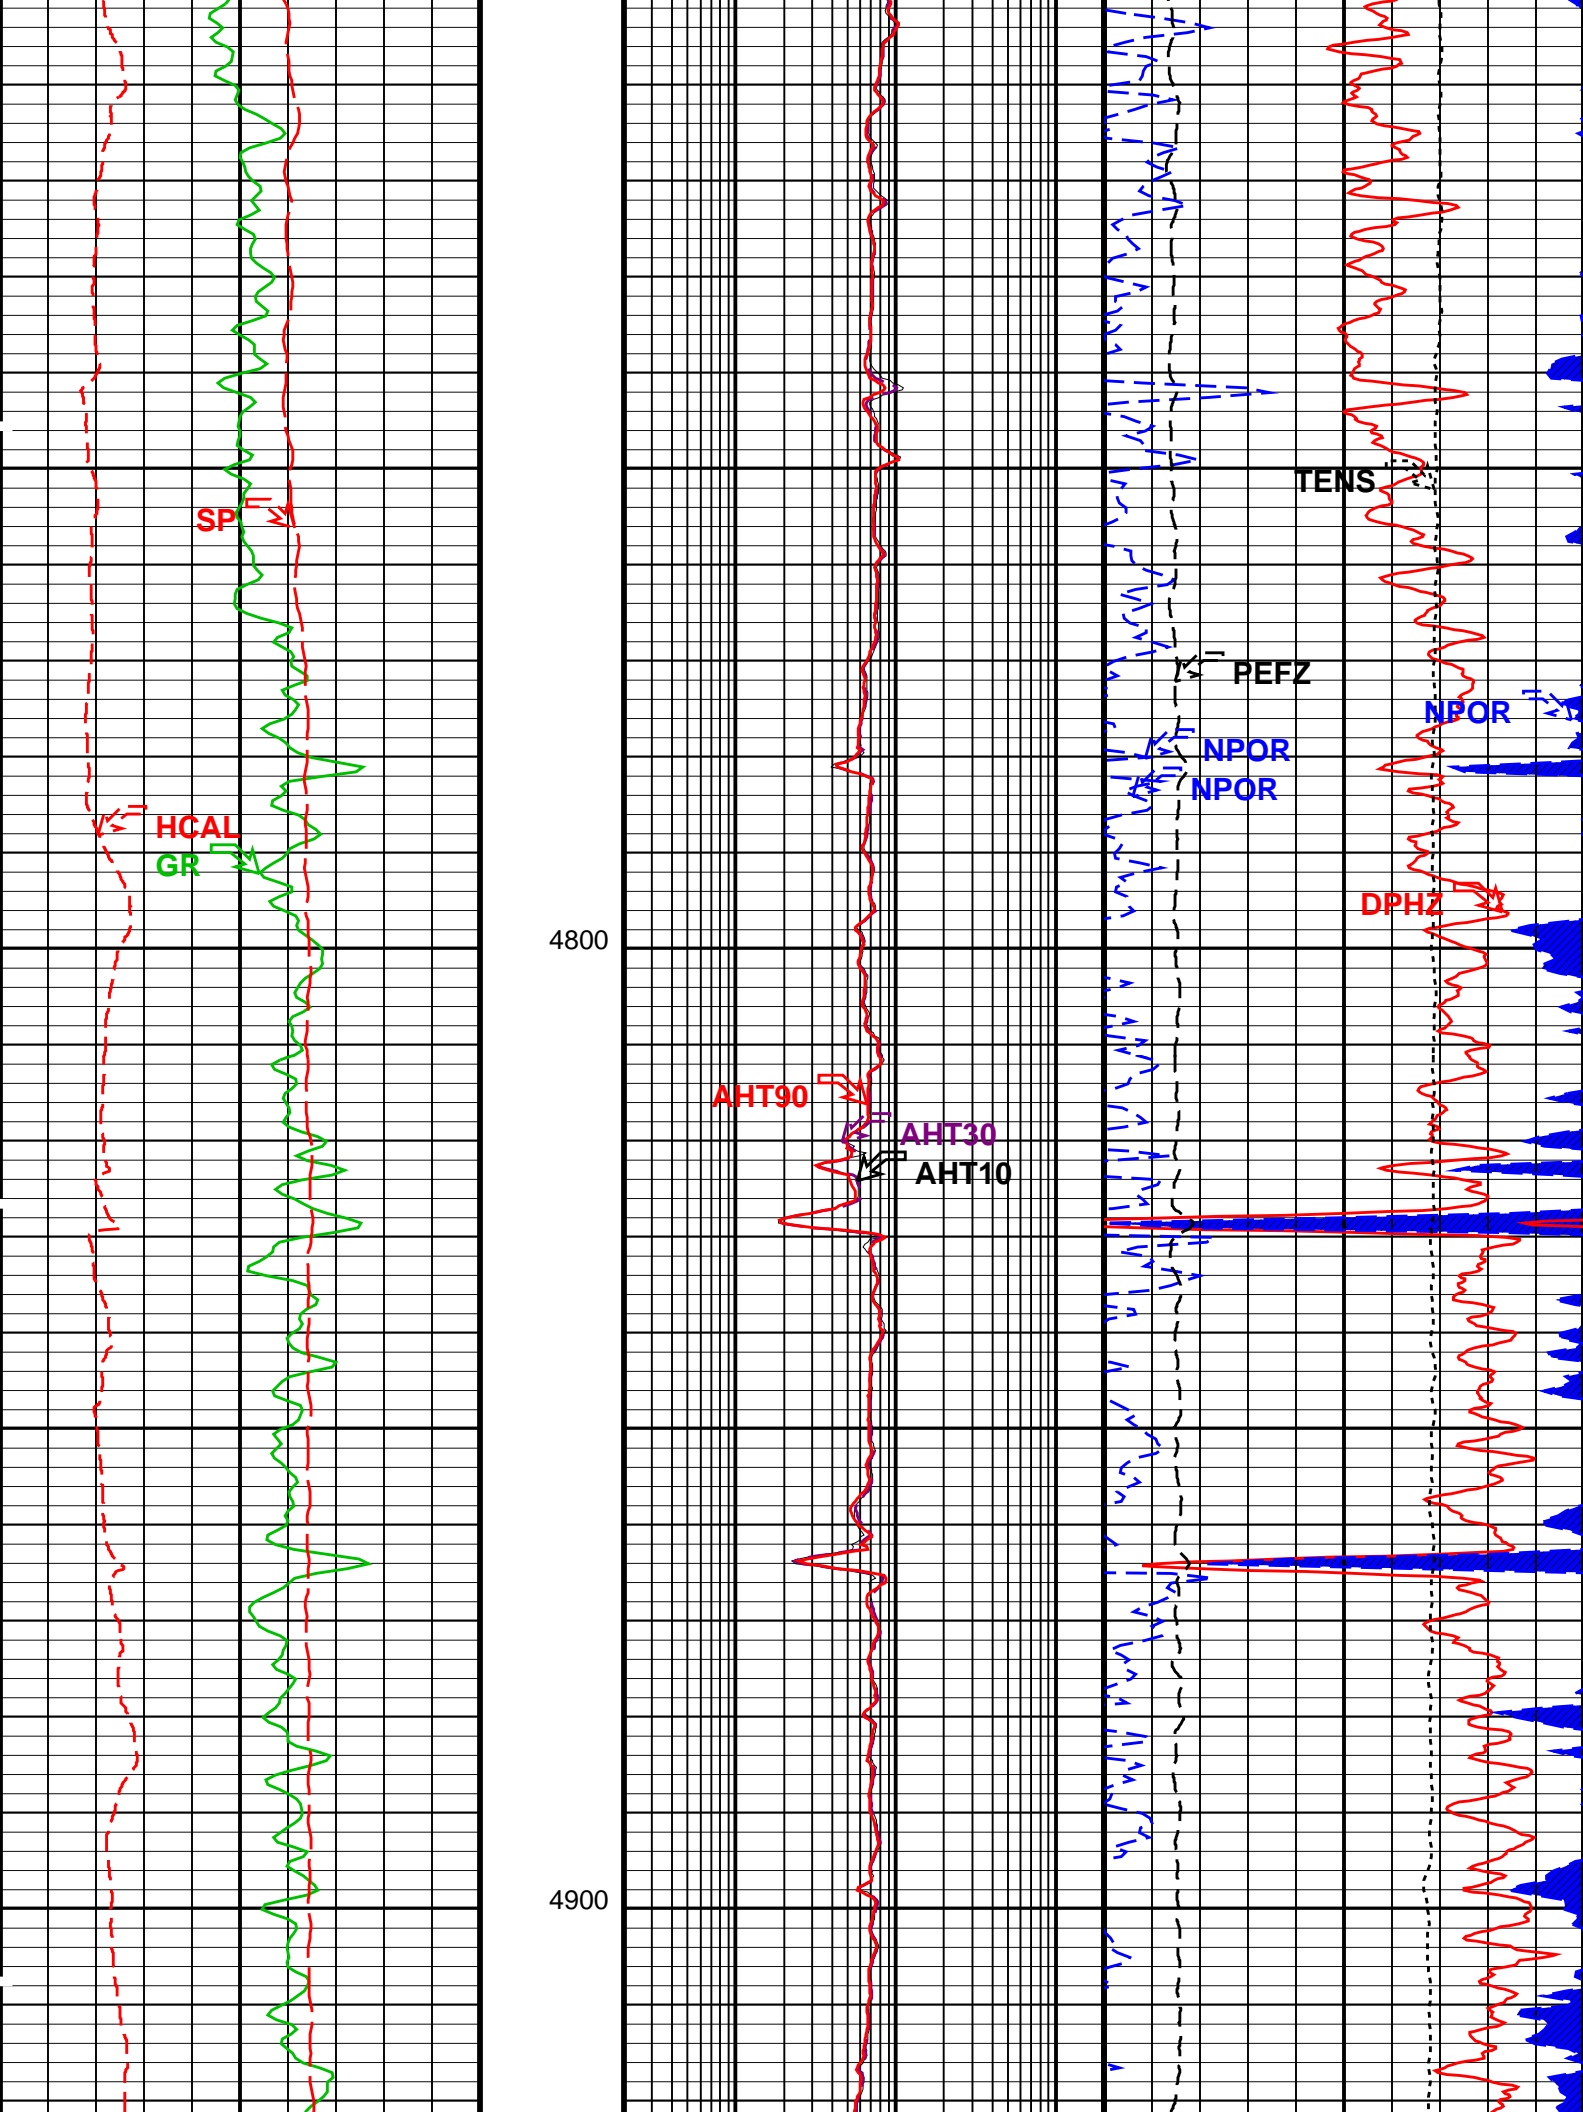 TENS
SP
PEFZ
NPOR
NPOR
NPOR
HCAL
GR
DPHZ
4800
AHT90
AHT30
AHT10
4900